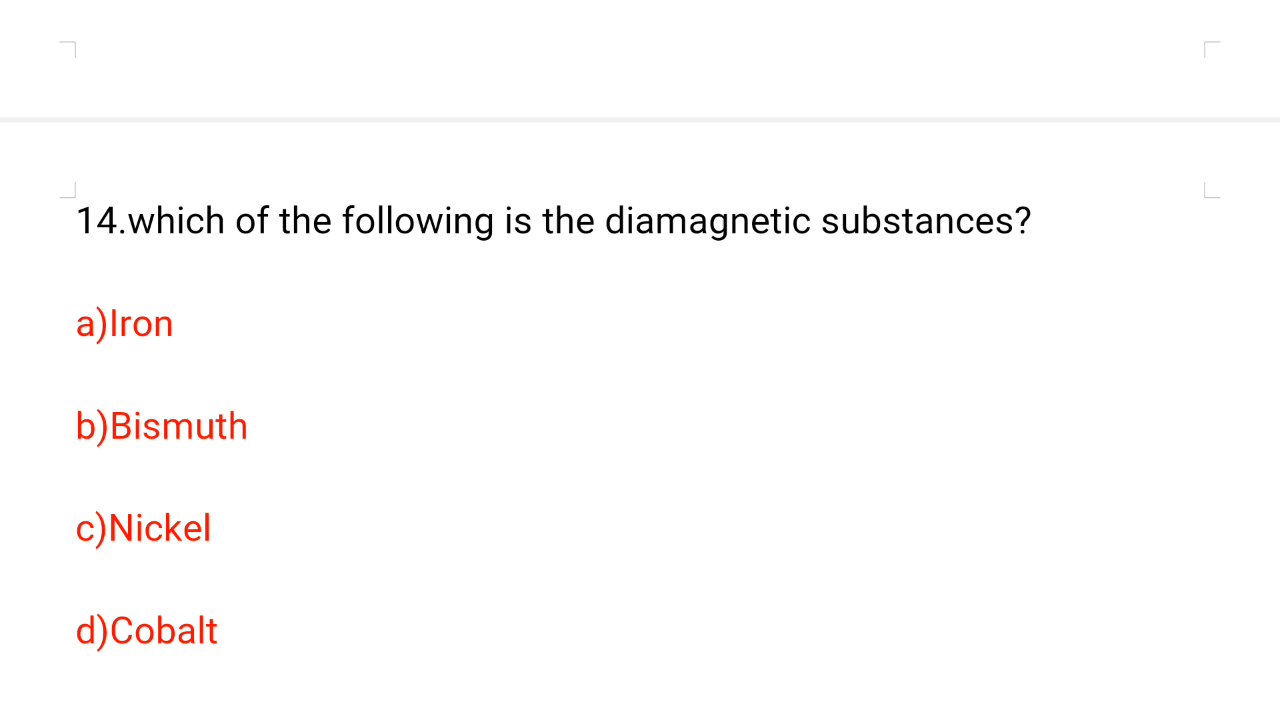 14.which of the following is the diamagnetic substances?
a)Iron
b)Bismuth
c)Nickel
d)Cobalt